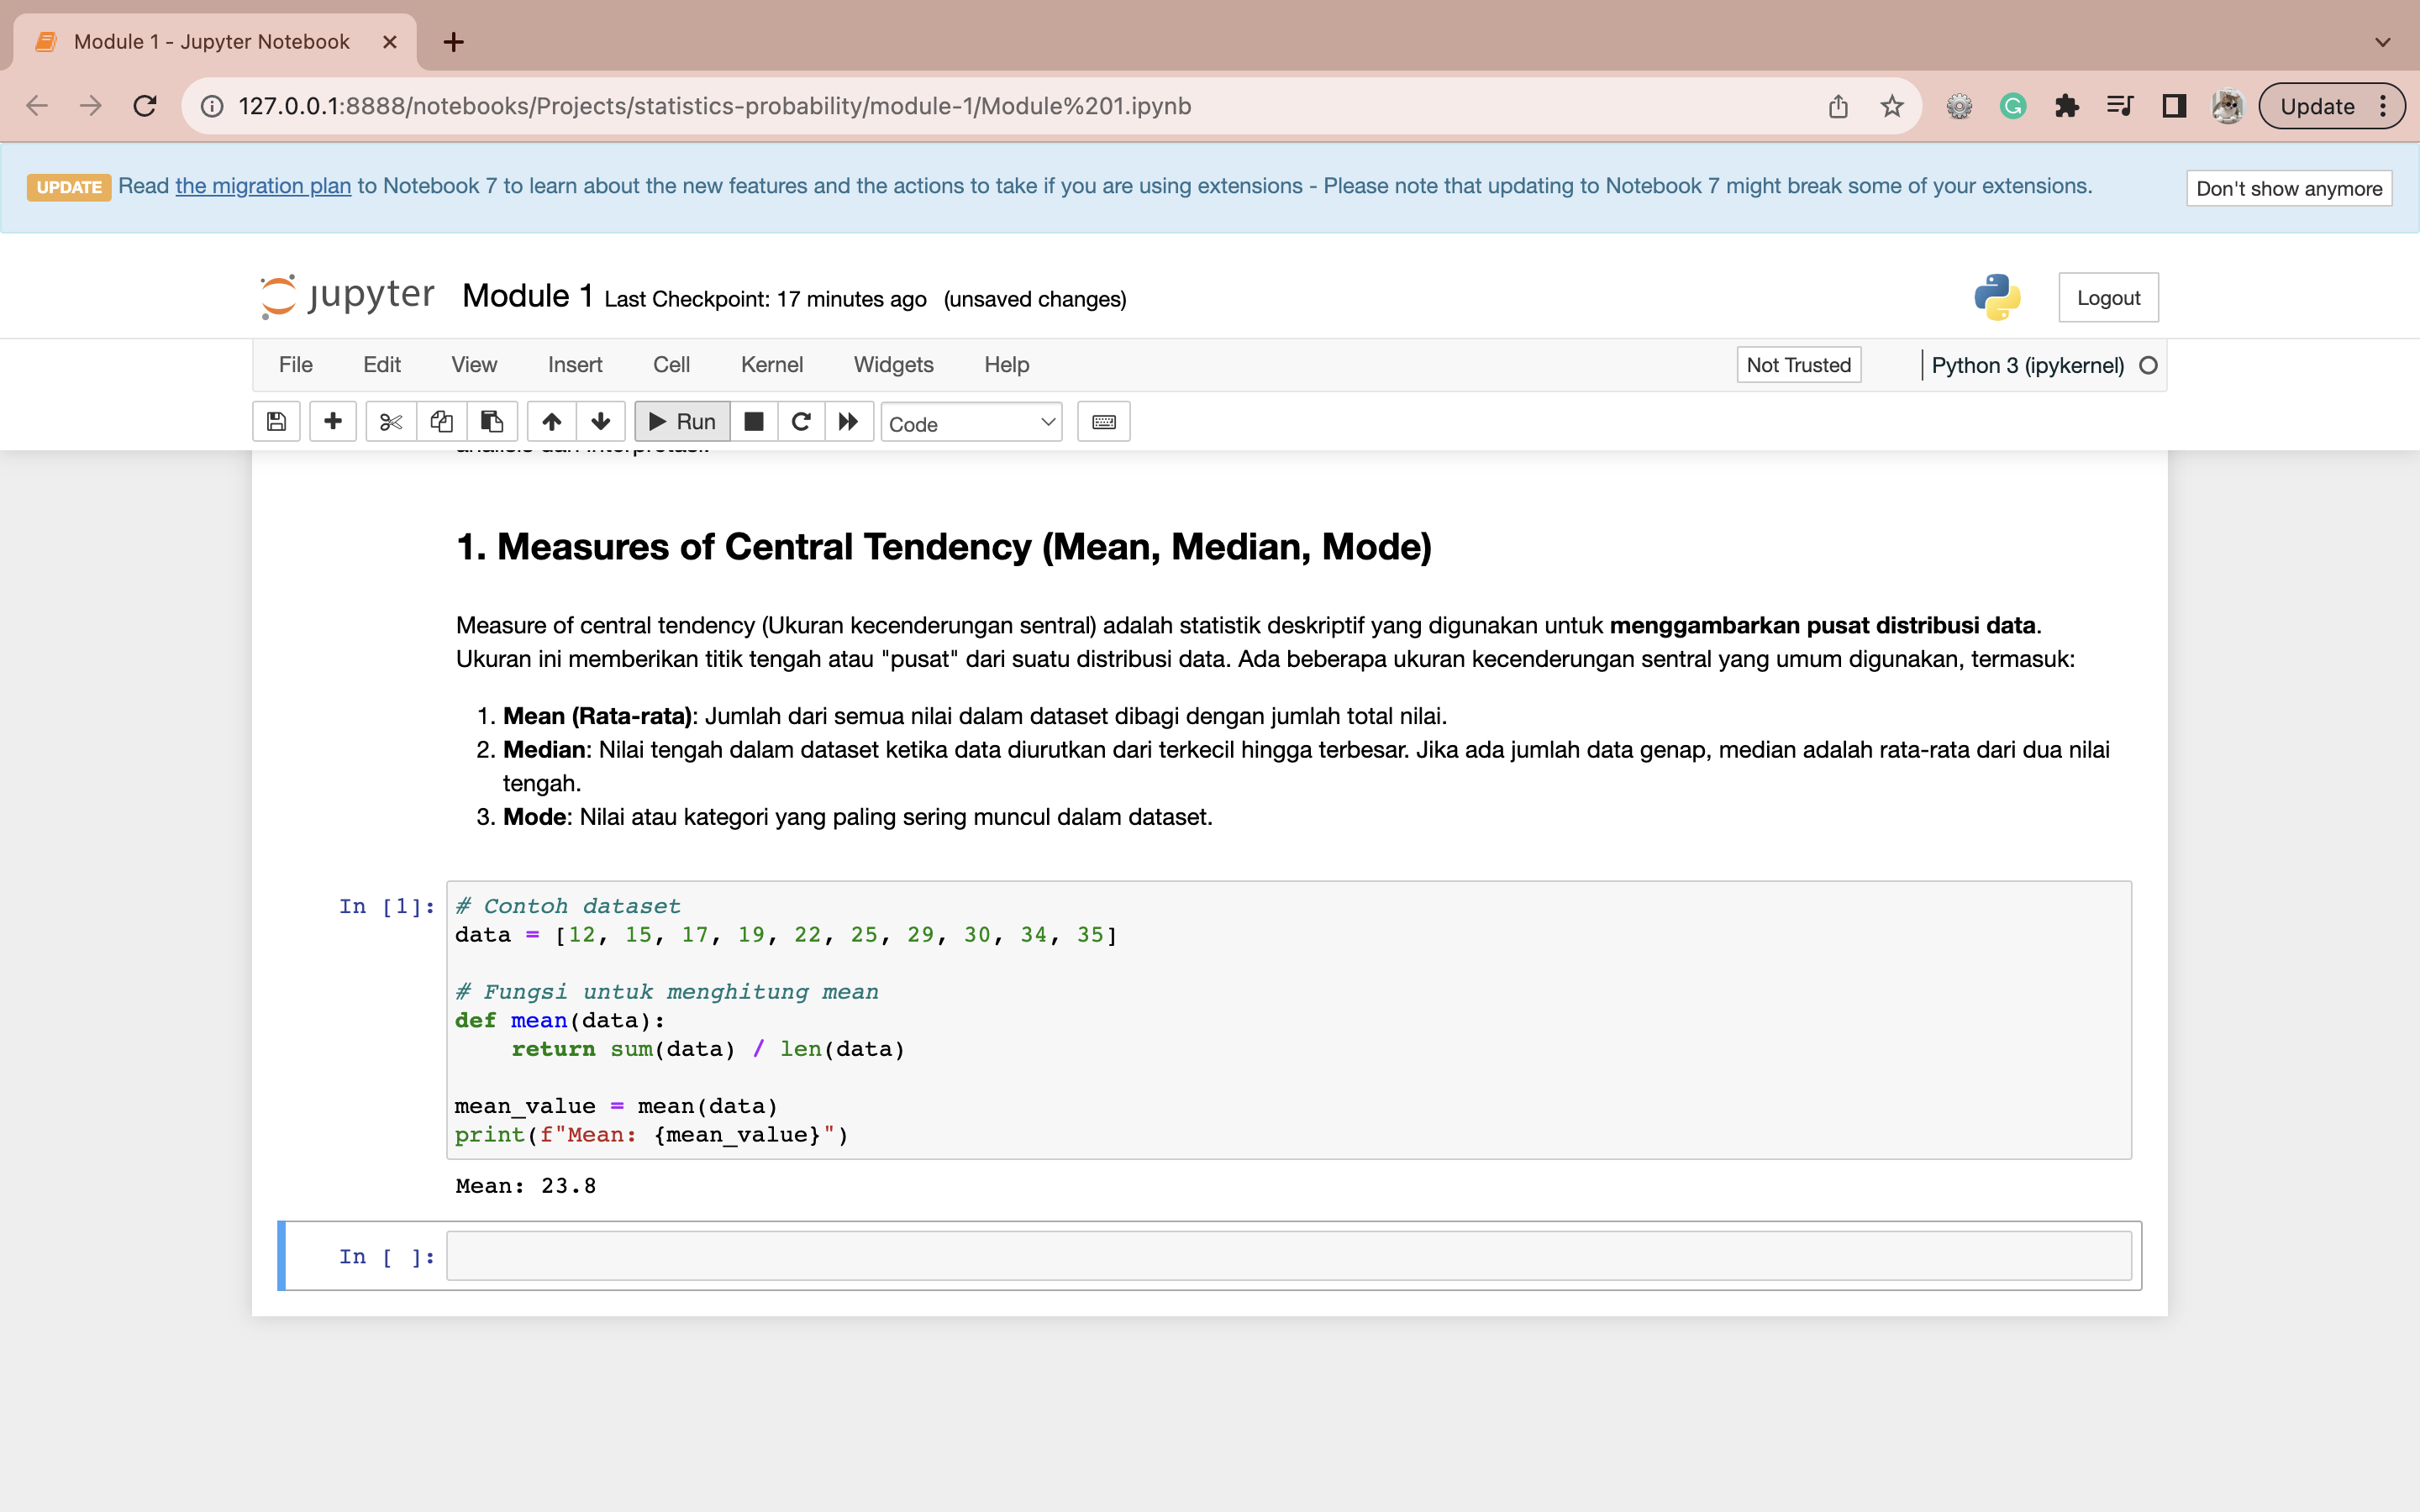 Module 1 - Jupyter Notebook
127.0.0.1:8888/notebooks/Projects/statistics-probability/module-1/Module%201.ipynb
Update
UPDATE Read the migration plan to Notebook 7 to learn about the new features and the actions to take if you are using extensions - Please note that updating to Notebook 7 might break some of your extensions.
Don't show anymore
jupyter Module 1 Last Checkpoint: 17 minutes ago (unsaved changes)
Logout
File Edit View Insert Cell Kernel Widgets Help
Not Trusted
Python 3 (ipykernel)
Run
Code
1. Measures of Central Tendency (Mean, Median, Mode)
Measure of central tendency (Ukuran kecenderungan sentral) adalah statistik deskriptif yang digunakan untuk menggambarkan pusat distribusi data.
Ukuran ini memberikan titik tengah atau "pusat" dari suatu distribusi data. Ada beberapa ukuran kecenderungan sentral yang umum digunakan, termasuk:
1. Mean (Rata-rata): Jumlah dari semua nilai dalam dataset dibagi dengan jumlah total nilai.
2. Median: Nilai tengah dalam dataset ketika data diurutkan dari terkecil hingga terbesar. Jika ada jumlah data genap, median adalah rata-rata dari dua nilai
tengah.
3. Mode: Nilai atau kategori yang paling sering muncul dalam dataset.
In [1]:
# Contoh dataset
data = [12, 15, 17, 19, 22, 25, 29, 30, 34, 35]
# Fungsi untuk menghitung mean
def mean(data):
    return sum(data) / len(data)
mean_value = mean(data)
print(f"Mean: {mean_value}")
Mean: 23.8
In [ ]: